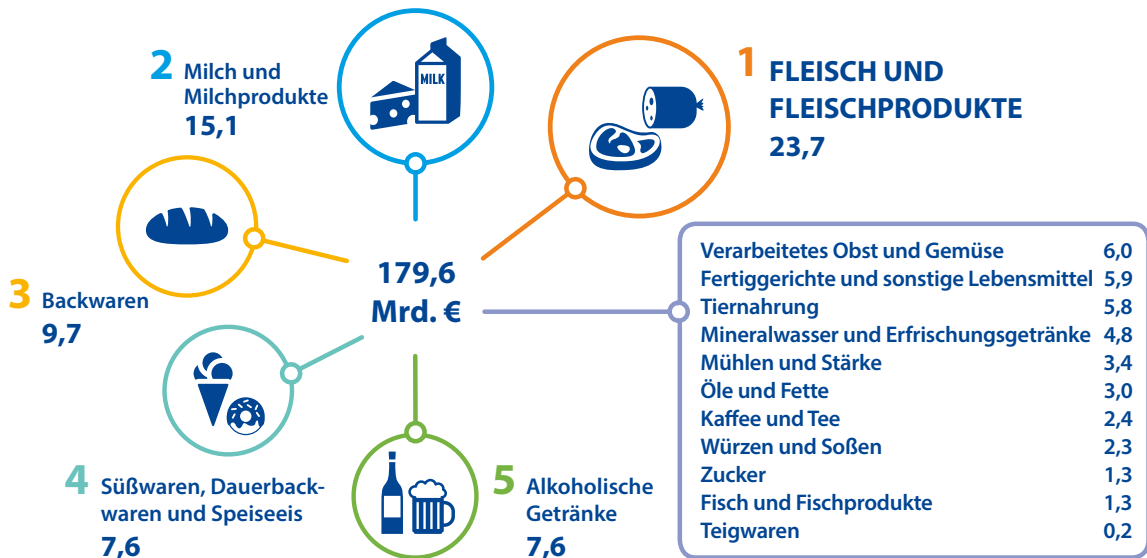 1 FLEISCH UND
FLEISCHPRODUKTE
23,7
2 Milch und
Milchprodukte
15,1
MILK
3 Backwaren
9,7
4 Süßwaren, Dauerback-
waren und Speiseeis
7,6
5 Alkoholische
Getränke
7,6
179,6
Mrd. €
Verarbeitetes Obst und Gemüse 6,0
Fertiggerichte und sonstige Lebensmittel 5,9
Tiernahrung 5,8
Mineralwasser und Erfrischungsgetränke 4,8
Mühlen und Stärke 3,4
Öle und Fette 3,0
Kaffee und Tee 2,4
Würzen und Soßen 2,3
Zucker 1,3
Fisch und Fischprodukte 1,3
Teigwaren 0,2